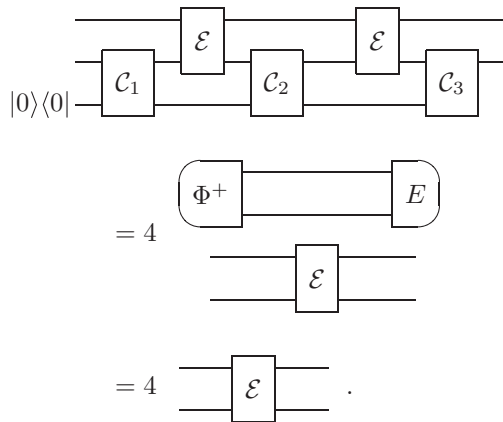 ℰ ℰ
𝒞₁ 𝒞₂ 𝒞₃
|0⟩⟨0|
Φ⁺ E
= 4
ℰ
= 4 ℰ .